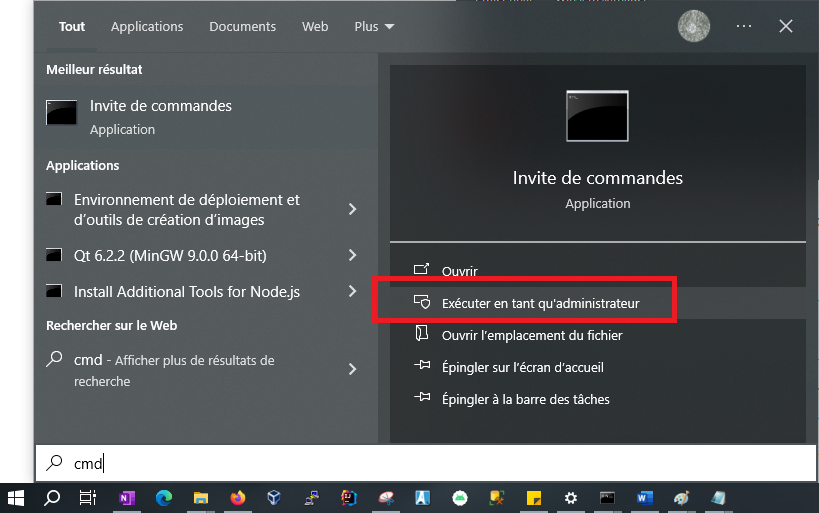 Tout Applications Documents Web Plus
Meilleur résultat
Invite de commandes
Application
Applications
Environnement de déploiement et
d’outils de création d’images
Qt 6.2.2 (MinGW 9.0.0 64-bit)
Install Additional Tools for Node.js
Rechercher sur le Web
cmd - Afficher plus de résultats de
recherche
Invite de commandes
Application
Ouvrir
Exécuter en tant qu'administrateur
Ouvrir l’emplacement du fichier
Épingler sur l’écran d’accueil
Épingler à la barre des tâches
cmd